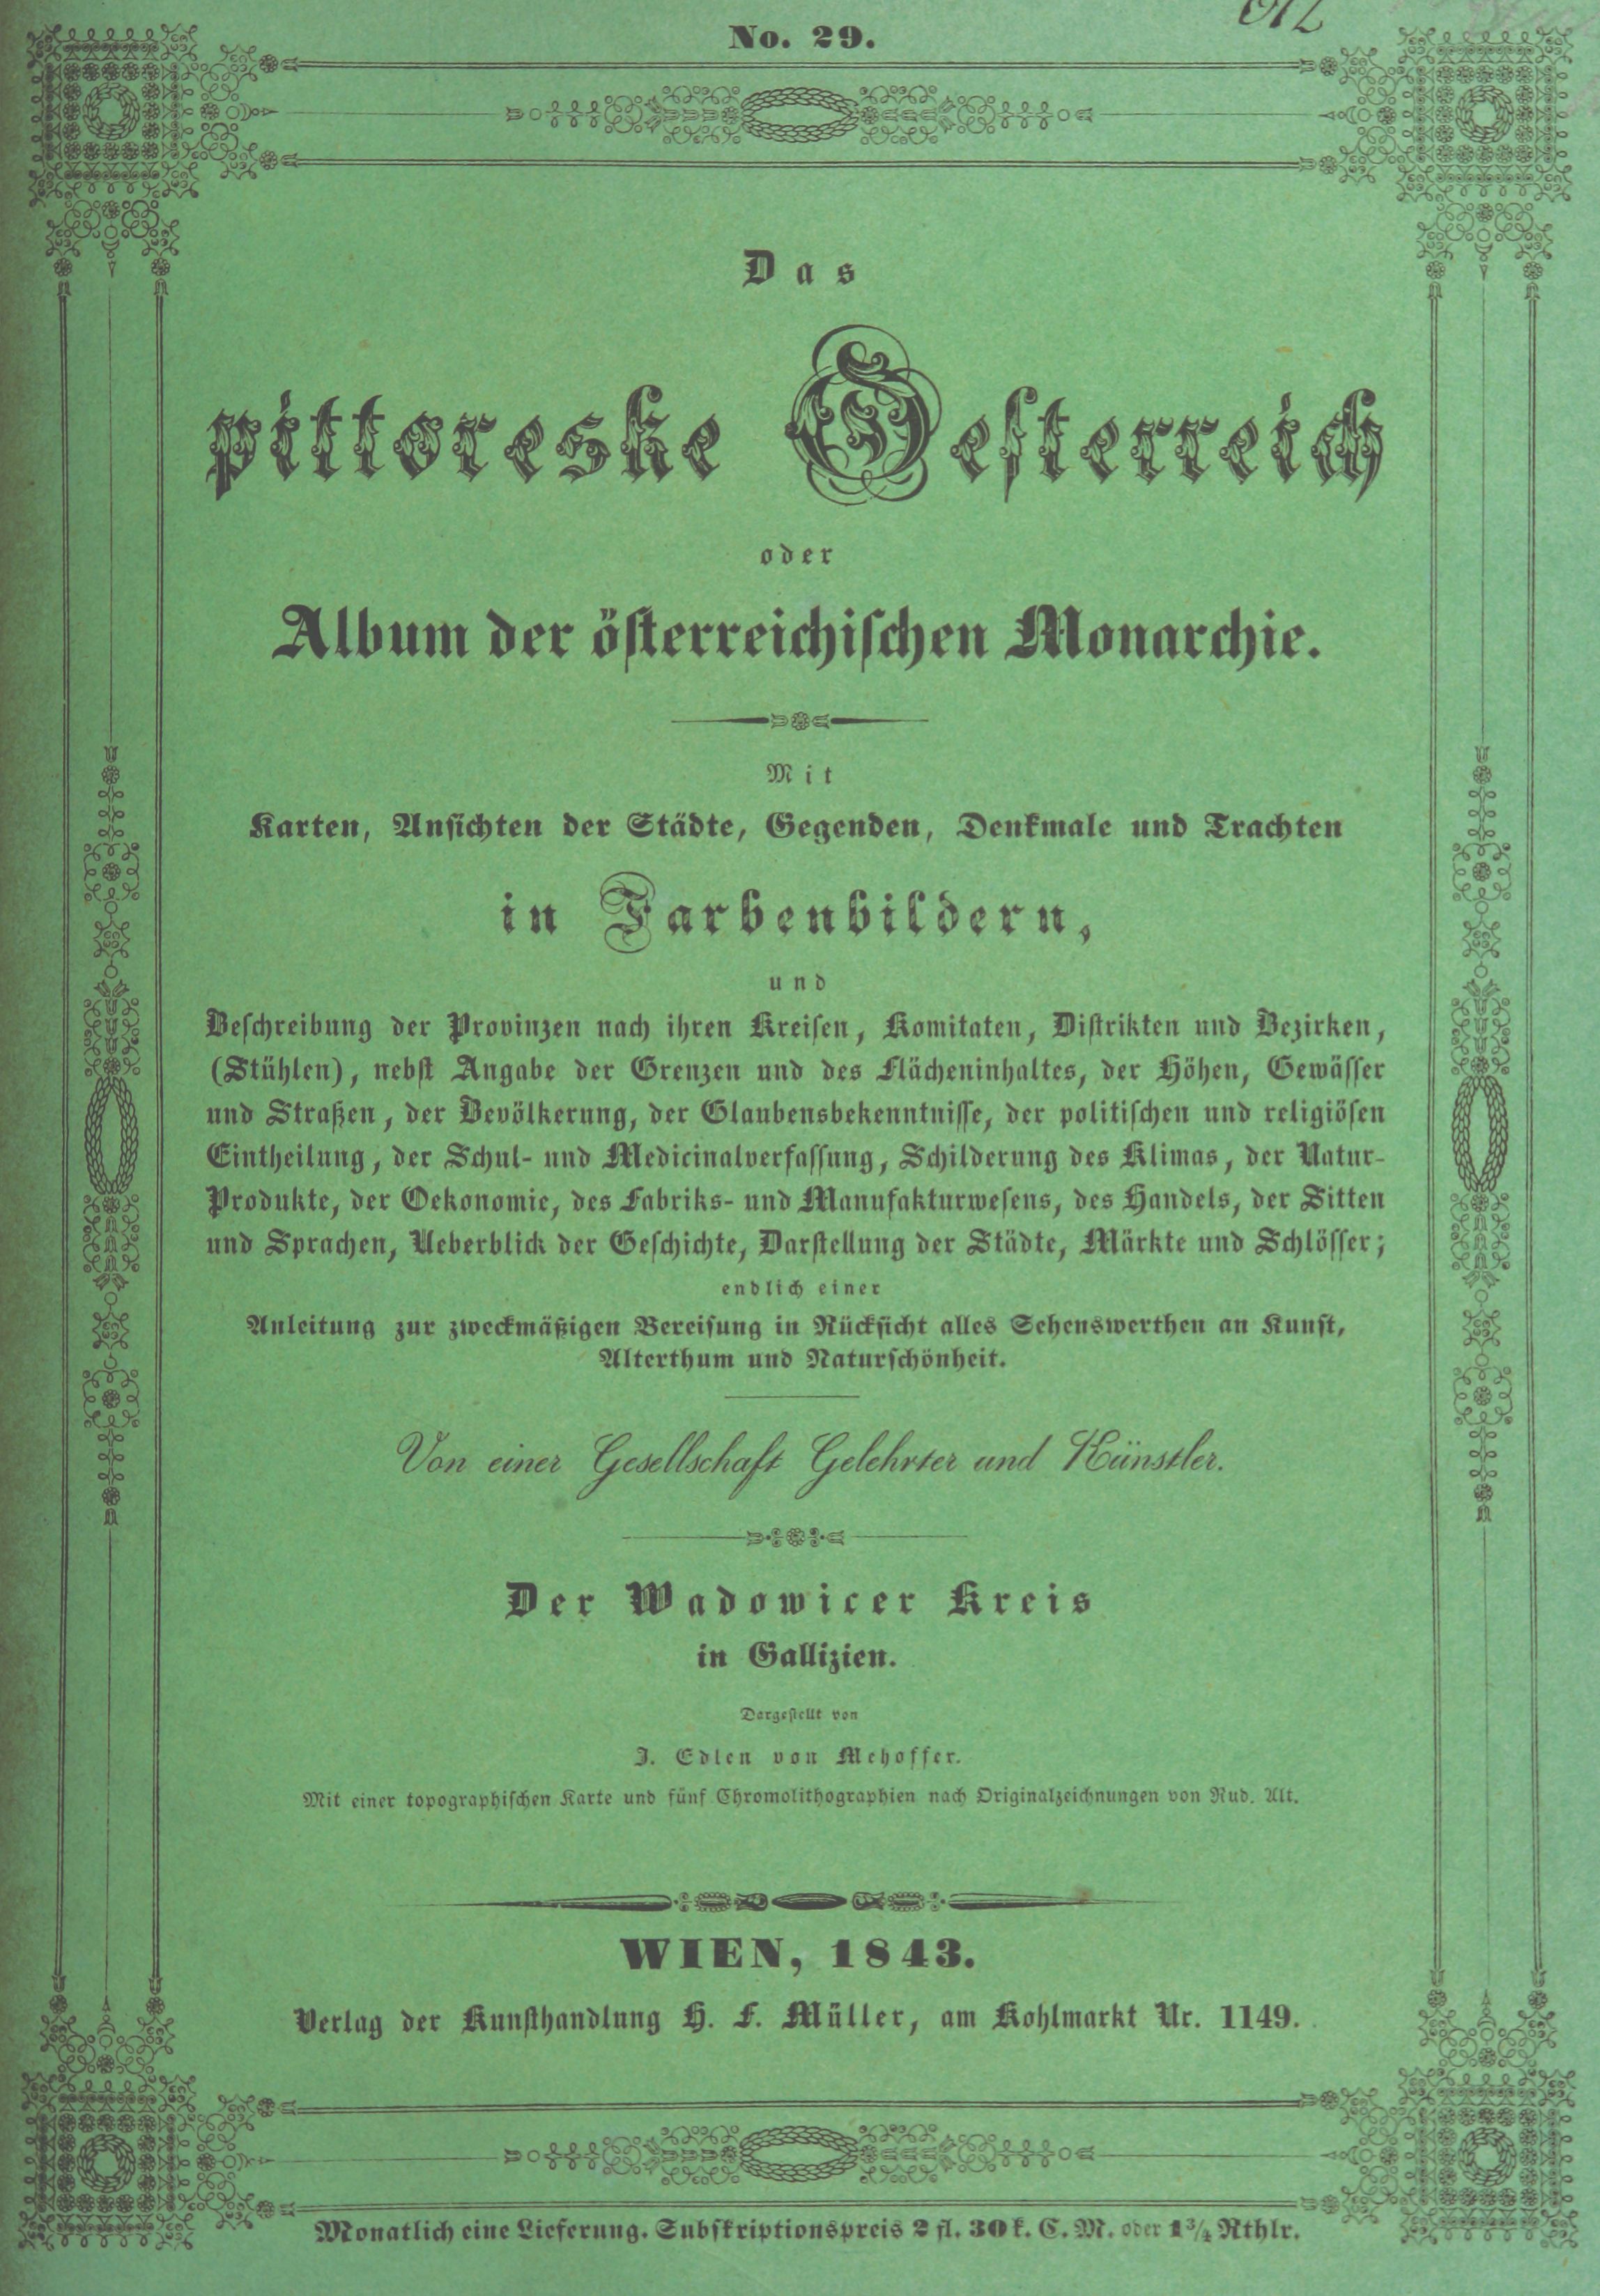 No. 29.
Das
pittoreske Oesterreich
oder
Album der österreichischen Monarchie.
Mit
Karten, Ansichten der Städte, Gegenden, Denkmale und Trachten
in Farbenbildern,
und
Beschreibung der Provinzen nach ihren Kreisen, Komitaten, Distrikten und Bezirken,
(Stühlen), nebst Angabe der Grenzen und des Flächeninhaltes, der Höhen, Gewässer
und Straßen, der Bevölkerung, der Glaubensbekenntnisse, der politischen und religiösen
Eintheilung, der Schul- und Medicinalverfassung, Schilderung des Klimas, der Natur-
Produkte, der Oekonomie, des Fabriks- und Manufakturwesens, des Handels, der Sitten
und Sprachen, Ueberblick der Geschichte, Darstellung der Städte, Märkte und Schlösser;
endlich einer
Anleitung zur zweckmäßigen Bereisung in Rücksicht alles Sehenswerthen an Kunst,
Alterthum und Naturschönheit.
Von einer Gesellschaft Gelehrter und Künstler.
Der Wadowicer Kreis
in Gallizien.
Dargestellt von
J. Edlen von Mehoffer.
Mit einer topographischen Karte und fünf Chromolithographien nach Originalzeichnungen von Rud. Alt.
WIEN, 1843.
Verlag der Kunsthandlung H. F. Müller, am Kohlmarkt Nr. 1149.
Monatlich eine Lieferung. Subskriptionspreis 2 fl. 30 k. C. M. oder 1 3/4 Rthlr.